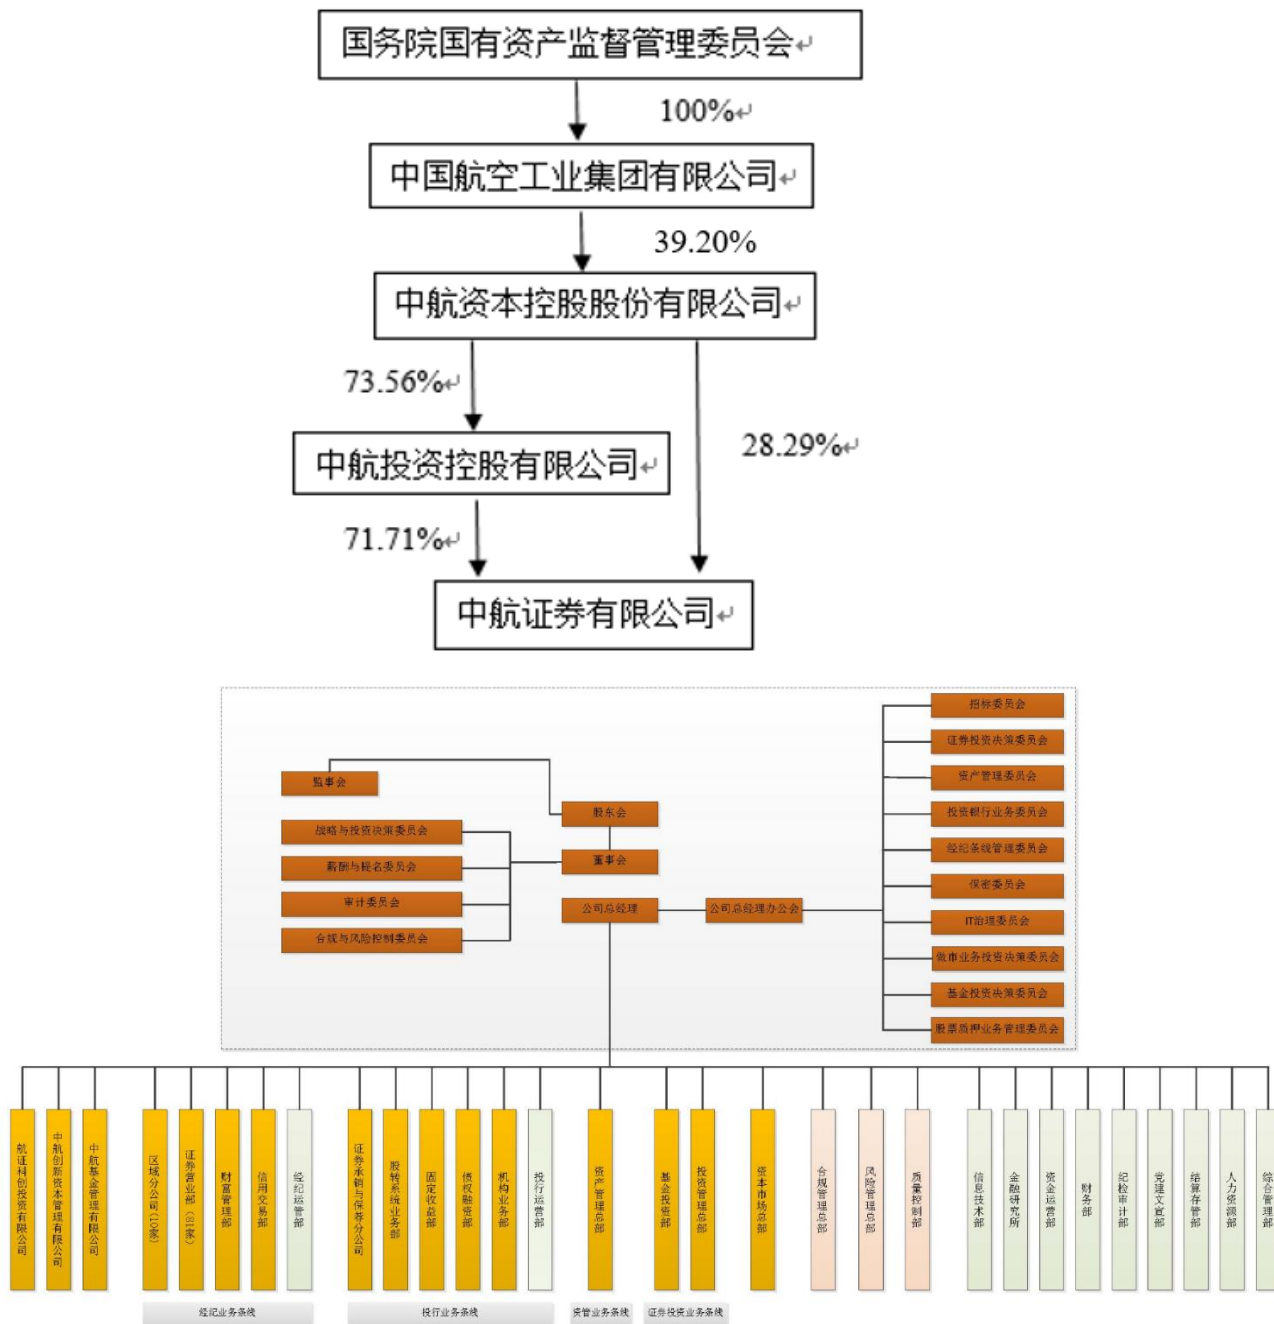 国务院国有资产监督管理委员会↵
100%↵
中国航空工业集团有限公司↵
39.20%
中航资本控股股份有限公司↵
73.56%↵
28.29%↵
中航投资控股有限公司↵
71.71%↵
中航证券有限公司↵
监事会
股东会
董事会
战略与投资决策委员会
薪酬与提名委员会
审计委员会
合规与风险控制委员会
公司总经理
公司总经理办公会
招标委员会
证券投资决策委员会
资产管理委员会
投资银行业务委员会
经纪条线管理委员会
保密委员会
IT治理委员会
做市业务投资决策委员会
基金投资决策委员会
股票质押业务管理委员会
航证科创投资有限公司
中航创新资本管理有限公司
中航基金管理有限公司
区域分公司(10家)
证券营业部(81家)
财富管理部
信用交易部
经纪运管部
证券承销与保荐分公司
股转系统业务部
固定收益部
债权融资部
机构业务部
投行运营部
资产管理总部
基金投资部
投资管理总部
资本市场总部
合规管理总部
风险管理总部
质量控制部
信息技术部
金融研究所
资金运营部
财务部
纪检审计部
党建文宣部
结算存管部
人力资源部
综合管理部
经纪业务条线
投行业务条线
资管业务条线
证券投资业务条线